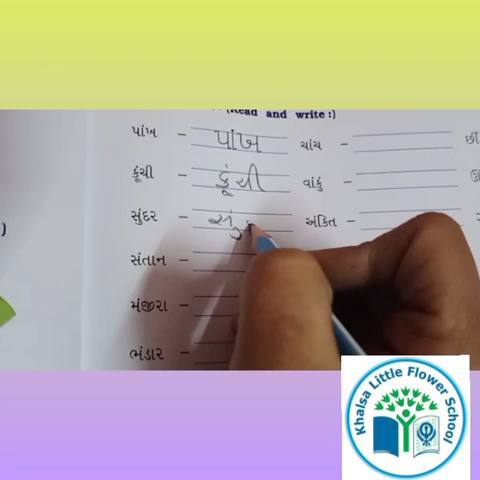 (Read and write:)
પાંખ – પાંખ ચાંચ –
કૂંચી – કૂંચી વાંકું –
સુંદર – સું અંકિત –
સંતાન –
મંજીરા –
ભંડાર –
)
Khalsa Little Flower School